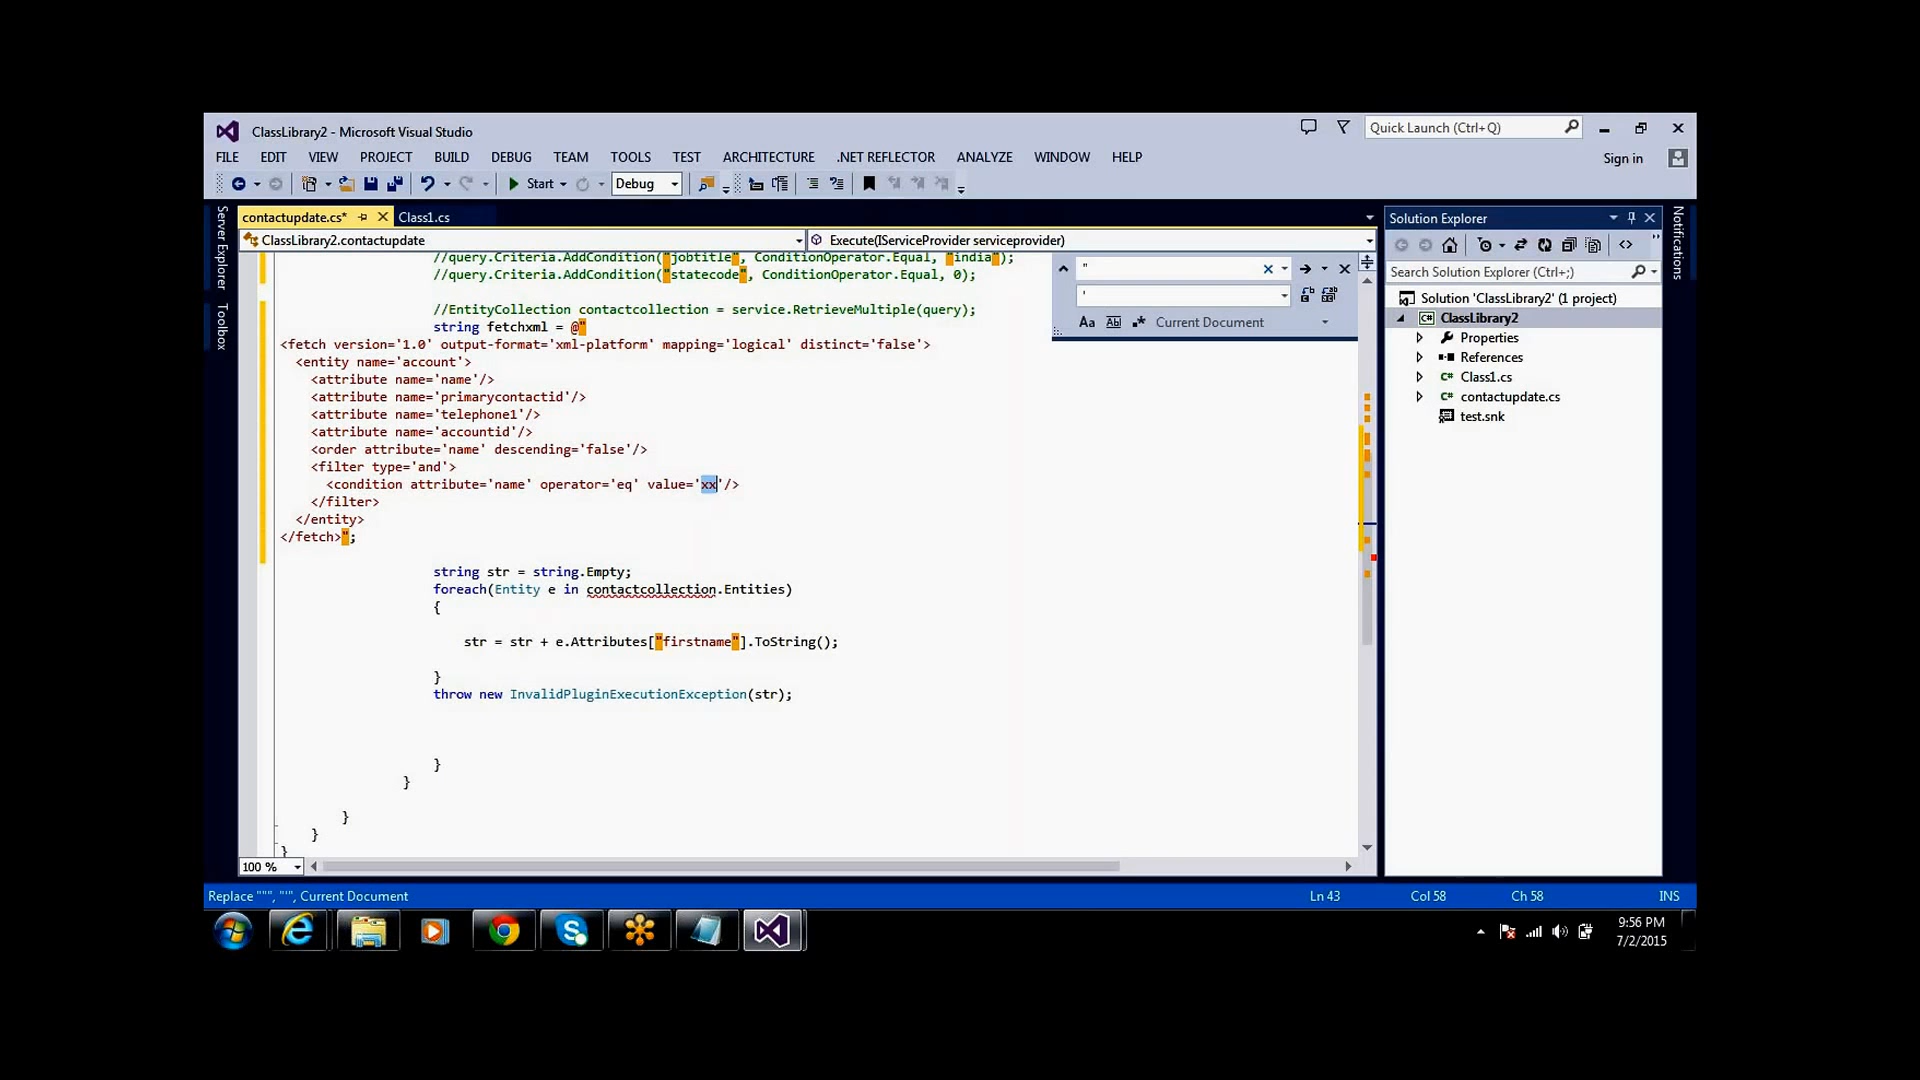 ClassLibrary2 - Microsoft Visual Studio
Quick Launch (Ctrl+Q)
FILE EDIT VIEW PROJECT BUILD DEBUG TEAM TOOLS TEST ARCHITECTURE .NET REFLECTOR ANALYZE WINDOW HELP
Sign in
Start Debug
Server Explorer
Toolbox
contactupdate.cs* Class1.cs
ClassLibrary2.contactupdate
Execute(IServiceProvider serviceprovider)
//query.Criteria.AddCondition("jobtitle", ConditionOperator.Equal, "india");
//query.Criteria.AddCondition("statecode", ConditionOperator.Equal, 0);
//EntityCollection contactcollection = service.RetrieveMultiple(query);
string fetchxml = @"
<fetch version='1.0' output-format='xml-platform' mapping='logical' distinct='false'>
<entity name='account'>
<attribute name='name'/>
<attribute name='primarycontactid'/>
<attribute name='telephone1'/>
<attribute name='accountid'/>
<order attribute='name' descending='false'/>
<filter type='and'>
<condition attribute='name' operator='eq' value='xx'/>
</filter>
</entity>
</fetch>";
string str = string.Empty;
foreach(Entity e in contactcollection.Entities)
{
str = str + e.Attributes["firstname"].ToString();
}
throw new InvalidPluginExecutionException(str);
}
}
}
}
}
"
'
Aa Ab| .* Current Document
100 %
Solution Explorer
Search Solution Explorer (Ctrl+;)
Solution 'ClassLibrary2' (1 project)
C# ClassLibrary2
Properties
References
C# Class1.cs
C# contactupdate.cs
test.snk
Notifications
Replace """, "'", Current Document
Ln 43 Col 58 Ch 58 INS
9:56 PM
7/2/2015